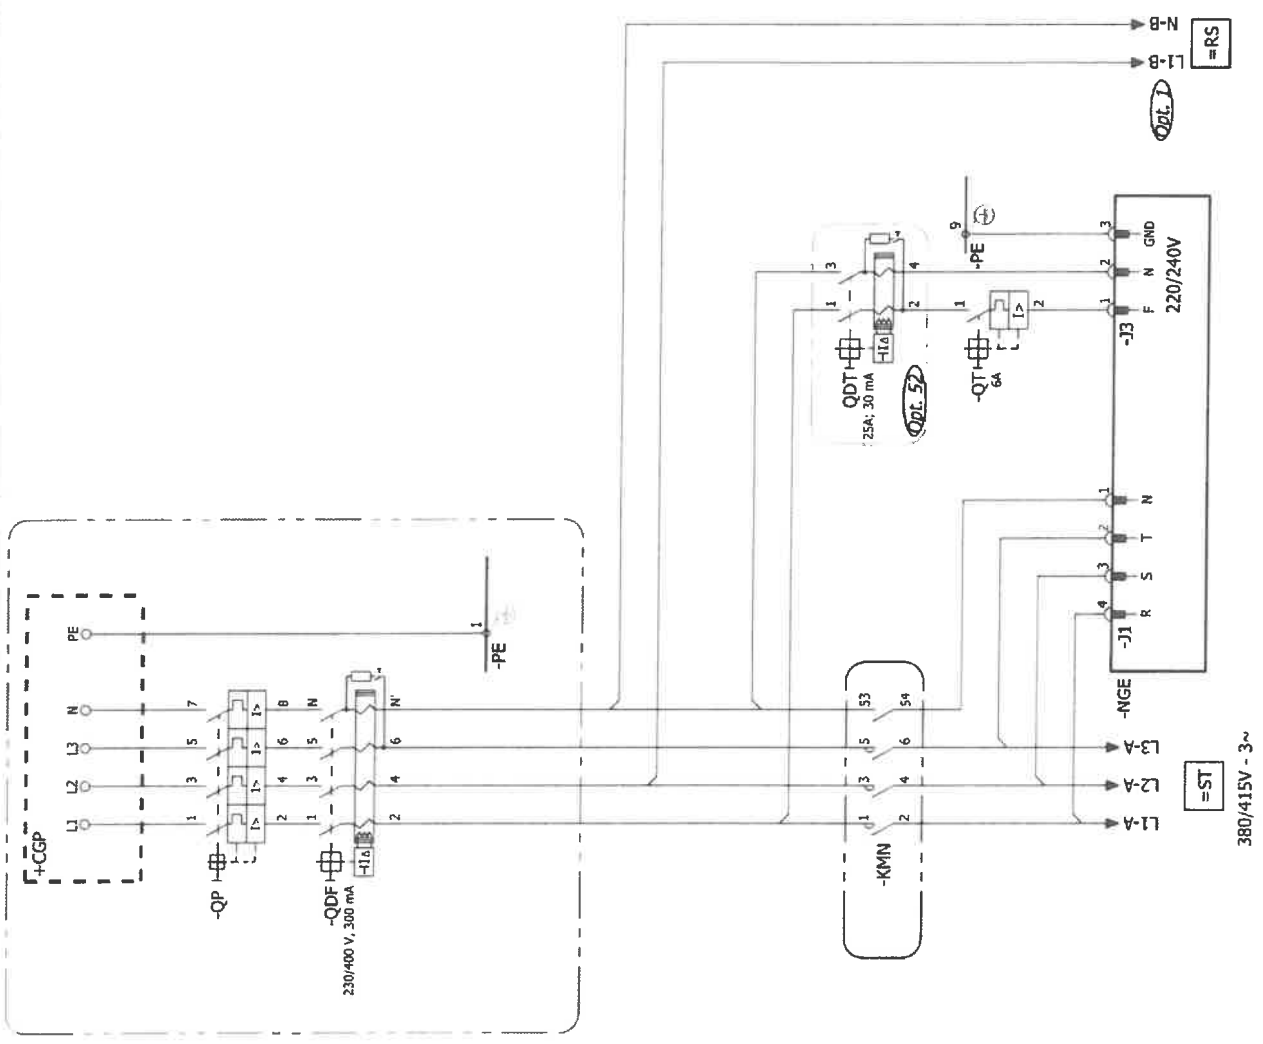 N-B
L1-B
=RS
Opt. 1
+CGP
L1
L2
L3
N
PE
1
3
5
7
-QP
I>
I>
I>
I>
2
4
6
8
1
3
5
N
-QDF
230/400 V, 300 mA
I∆
2
4
6
N'
1
-PE
1
3
QDT
25A; 30 mA
I∆
2
4
Opt. 52
9
-PE
1
-QT
6A
I>
2
-KMN
1
3
5
53
2
4
6
54
4
3
2
1
R
S
T
N
-J1
1
2
3
F
N
GND
-J3
220/240V
-NGE
L1-A
L2-A
L3-A
=ST
380/415V - 3~